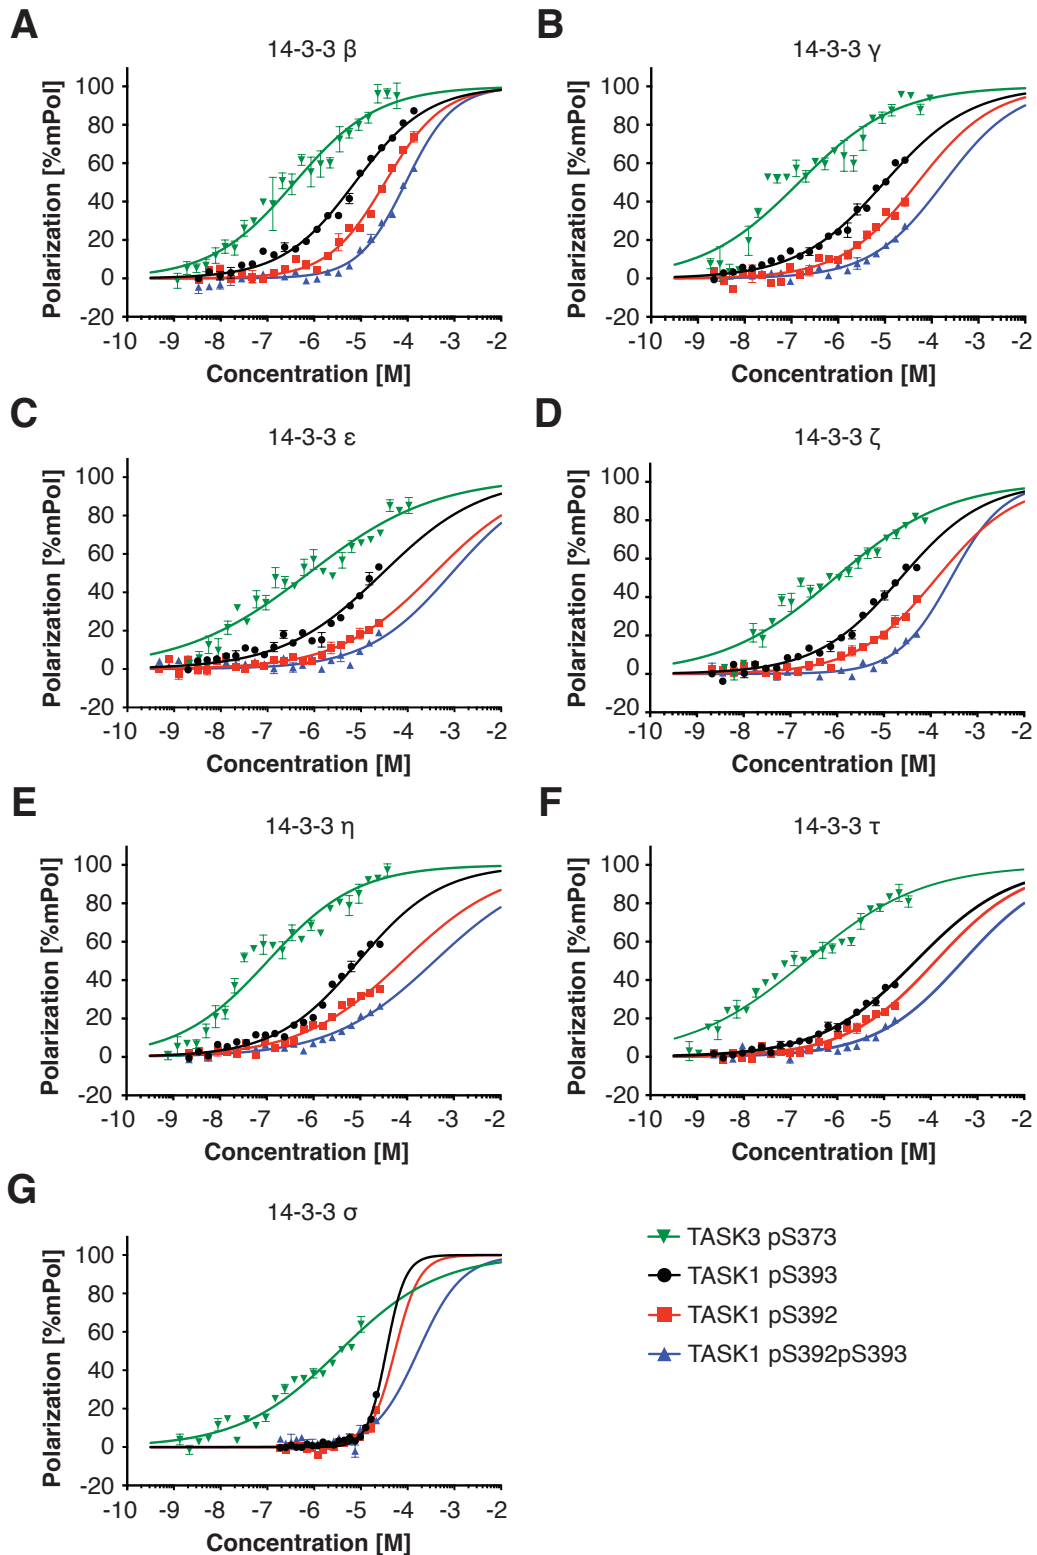 A
14-3-3 β
Polarization [%mPol]
100
80
60
40
20
0
-20
-10 -9 -8 -7 -6 -5 -4 -3 -2
Concentration [M]
B
14-3-3 γ
Polarization [%mPol]
100
80
60
40
20
0
-20
-10 -9 -8 -7 -6 -5 -4 -3 -2
Concentration [M]
C
14-3-3 ε
Polarization [%mPol]
100
80
60
40
20
0
-20
-10 -9 -8 -7 -6 -5 -4 -3 -2
Concentration [M]
D
14-3-3 ζ
Polarization [%mPol]
100
80
60
40
20
0
-20
-10 -9 -8 -7 -6 -5 -4 -3 -2
Concentration [M]
E
14-3-3 η
Polarization [%mPol]
100
80
60
40
20
0
-20
-10 -9 -8 -7 -6 -5 -4 -3 -2
Concentration [M]
F
14-3-3 τ
Polarization [%mPol]
100
80
60
40
20
0
-20
-10 -9 -8 -7 -6 -5 -4 -3 -2
Concentration [M]
G
14-3-3 σ
Polarization [%mPol]
100
80
60
40
20
0
-20
-10 -9 -8 -7 -6 -5 -4 -3 -2
Concentration [M]
TASK3 pS373
TASK1 pS393
TASK1 pS392
TASK1 pS392pS393